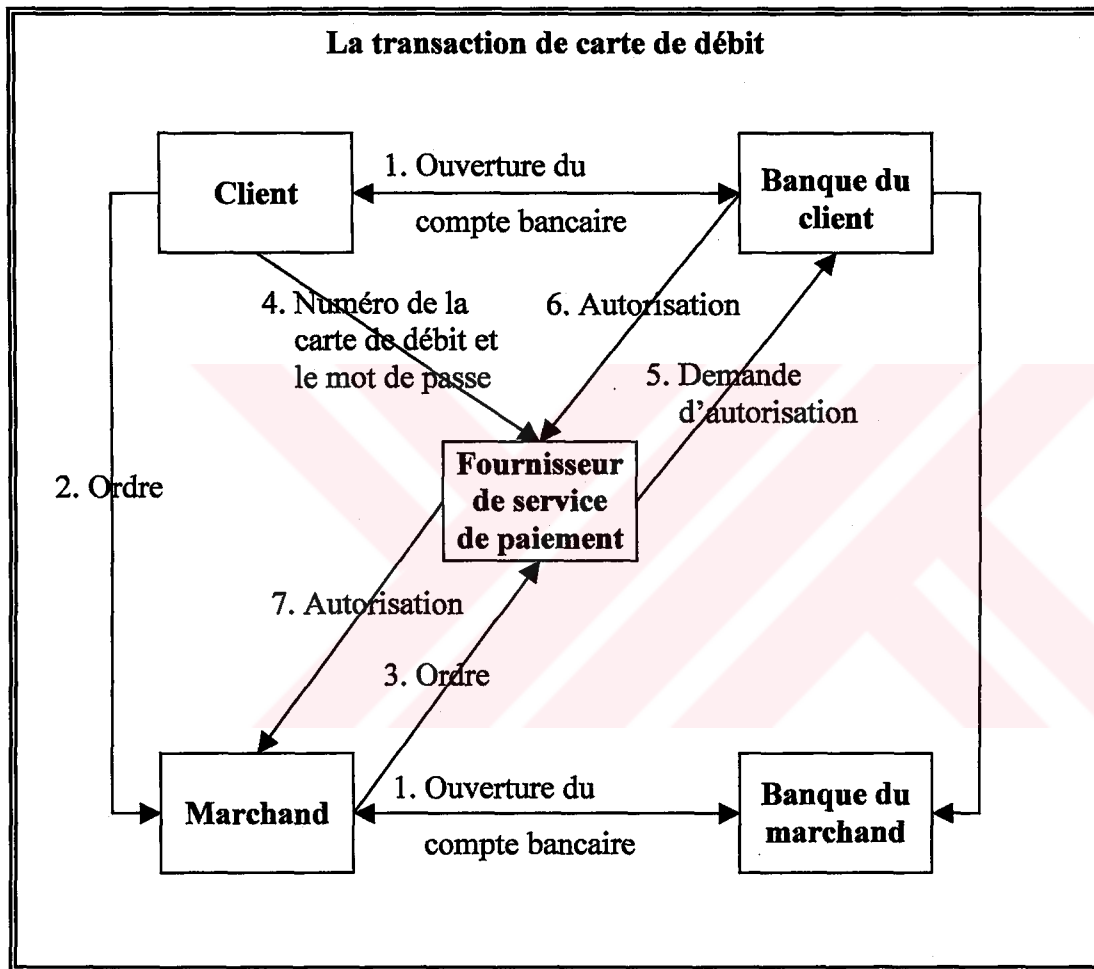 La transaction de carte de débit
1. Ouverture du
compte bancaire
Client
Banque du
client
4. Numéro de la
carte de débit et
le mot de passe
6. Autorisation
5. Demande
d'autorisation
2. Ordre
Fournisseur
de service
de paiement
7. Autorisation
3. Ordre
1. Ouverture du
compte bancaire
Marchand
Banque du
marchand